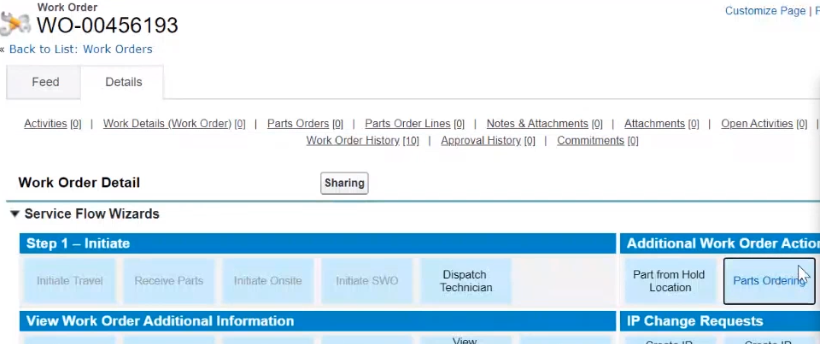 Work Order
WO-00456193
Customize Page |
« Back to List: Work Orders
Feed Details
Activities [0] | Work Details (Work Order) [0] | Parts Orders [0] | Parts Order Lines [0] | Notes & Attachments [0] | Attachments [0] | Open Activities [0] |
Work Order History [10] | Approval History [0] | Commitments [0]
Work Order Detail Sharing
Service Flow Wizards
Step 1 – Initiate
Initiate Travel
Receive Parts
Initiate Onsite
Initiate SWO
Dispatch
Technician
Additional Work Order
Part from Hold
Location
Parts Ordering
View Work Order Additional Information
View
IP Change Requests
Create IP
Create IP